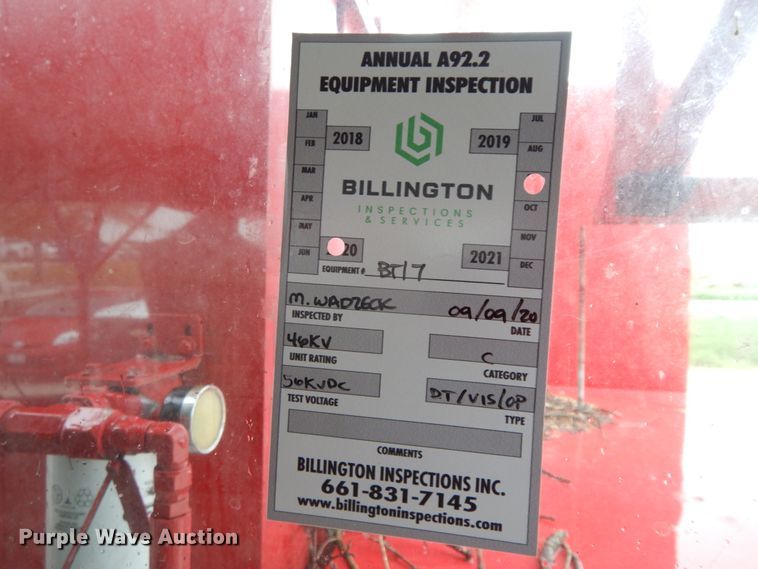 ANNUAL A92.2
EQUIPMENT INSPECTION
JAN
FEB
MAR
APR
MAY
JUN
2018
2019
JUL
AUG
OCT
NOV
DEC
BILLINGTON
INSPECTIONS
& SERVICES
20
2021
EQUIPMENT # BT17
M. WADZECK 09/09/20
INSPECTED BY DATE
46KV C
UNIT RATING CATEGORY
56KVDC DT/VIS/OP
TEST VOLTAGE TYPE
COMMENTS
BILLINGTON INSPECTIONS INC.
661-831-7145
www.billingtoninspections.com
Purple Wave Auction